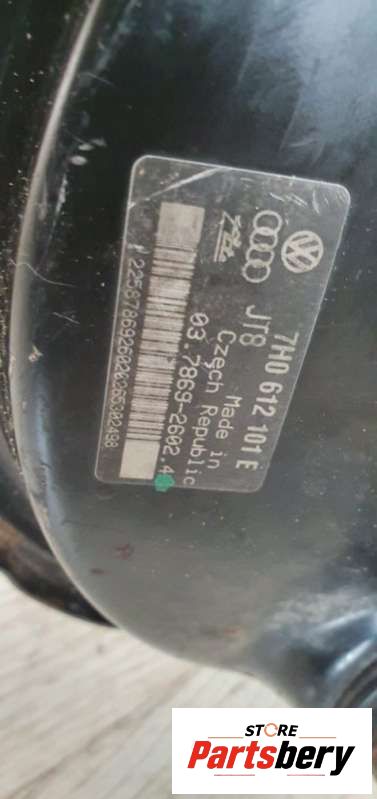 7H0 612 101 E
JT8
Made in
Czech Republic
03.7869-2602.4
STORE
Partsbery